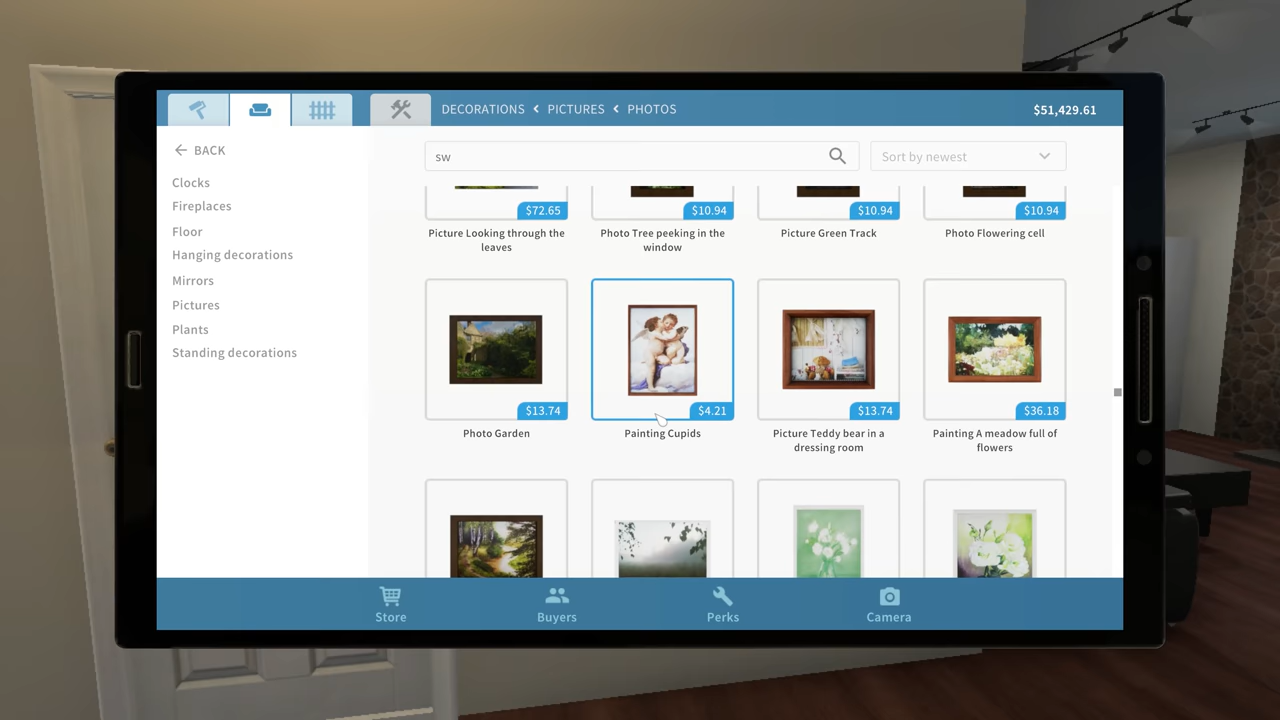 DECORATIONS < PICTURES < PHOTOS
$51,429.61
BACK
sw
Sort by newest
Clocks
Fireplaces
Floor
Hanging decorations
Mirrors
Pictures
Plants
Standing decorations
$72.65
$10.94
$10.94
$10.94
Picture Looking through the
leaves
Photo Tree peeking in the
window
Picture Green Track
Photo Flowering cell
$13.74
$4.21
$13.74
$36.18
Photo Garden
Painting Cupids
Picture Teddy bear in a
dressing room
Painting A meadow full of
flowers
Store
Buyers
Perks
Camera